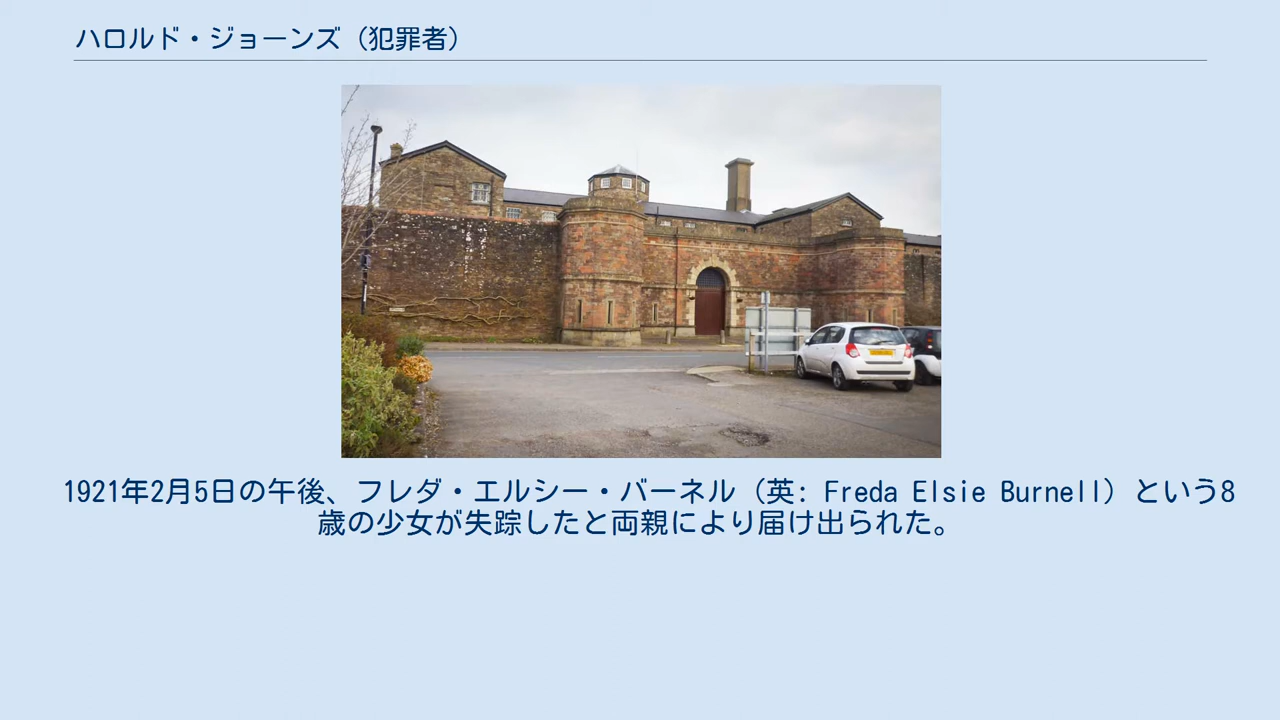 ハロルド・ジョーンズ（犯罪者）
1921年2月5日の午後、フレダ・エルシー・バーネル（英: Freda Elsie Burnell）という8
歳の少女が失踪したと両親により届け出られた。